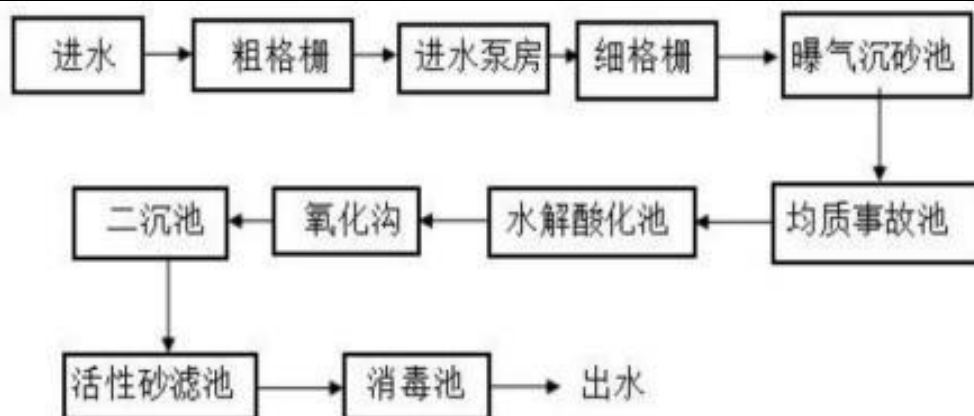 进水 粗格栅 进水泵房 细格栅 曝气沉砂池
二沉池 氧化沟 水解酸化池 均质事故池
活性砂滤池 消毒池 出水